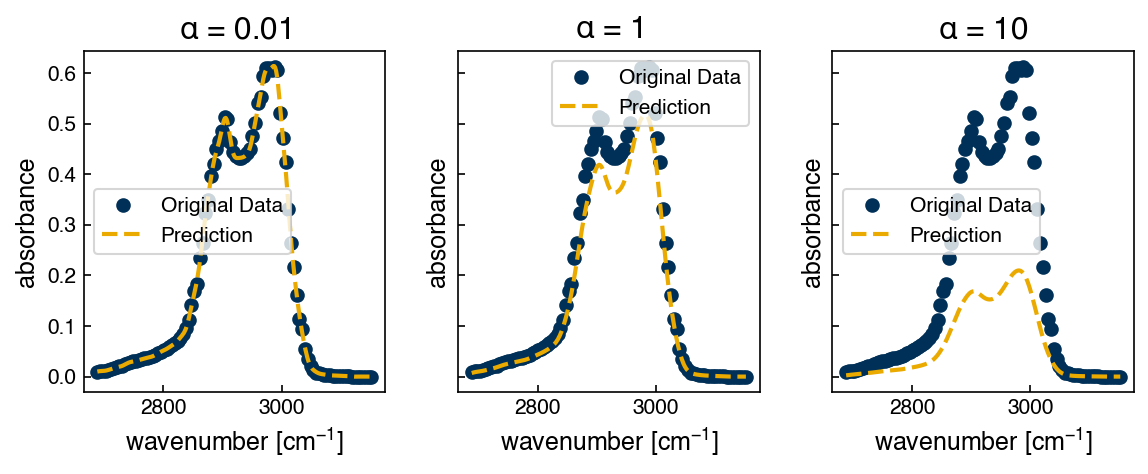 α = 0.01
α = 1
α = 10
0.6
0.5
0.4
0.3
0.2
0.1
0.0
absorbance
Original Data
Prediction
2800
3000
wavenumber [cm⁻¹]
absorbance
Original Data
Prediction
2800
3000
wavenumber [cm⁻¹]
absorbance
Original Data
Prediction
2800
3000
wavenumber [cm⁻¹]